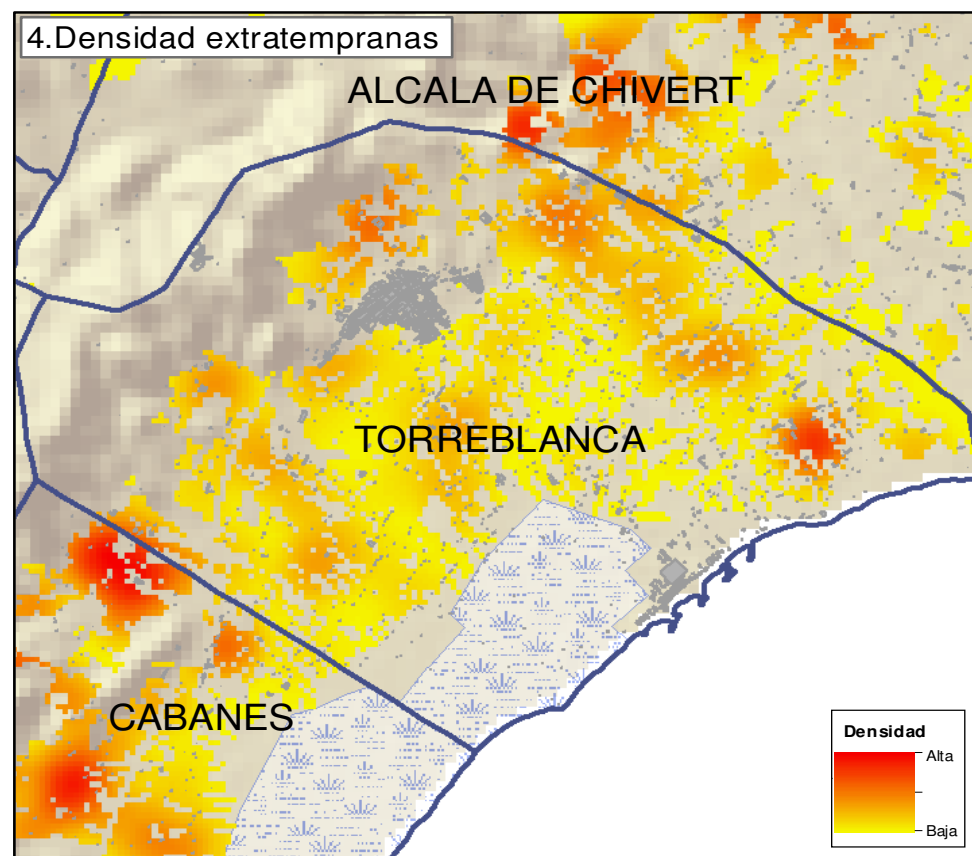 4.Densidad extratempranas
ALCALA DE CHIVERT
TORREBLANCA
CABANES
Densidad
Alta
Baja